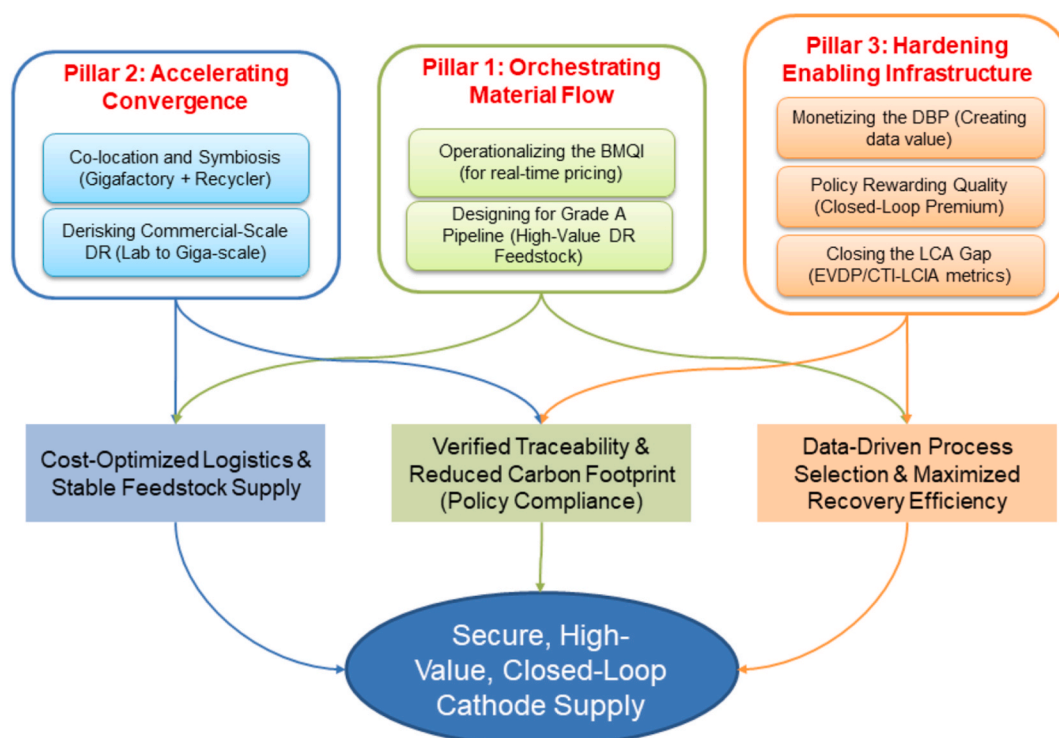 Pillar 2: Accelerating
Convergence
Co-location and Symbiosis
(Gigafactory + Recycler)
Derisking Commercial-Scale
DR (Lab to Giga-scale)
Pillar 1: Orchestrating
Material Flow
Operationalizing the BMQI
(for real-time pricing)
Designing for Grade A
Pipeline (High-Value DR
Feedstock)
Pillar 3: Hardening
Enabling Infrastructure
Monetizing the DBP (Creating
data value)
Policy Rewarding Quality
(Closed-Loop Premium)
Closing the LCA Gap
(EVDP/CTI-LCIA metrics)
Cost-Optimized Logistics &
Stable Feedstock Supply
Verified Traceability &
Reduced Carbon Footprint
(Policy Compliance)
Data-Driven Process
Selection & Maximized
Recovery Efficiency
Secure, High-
Value, Closed-Loop
Cathode Supply